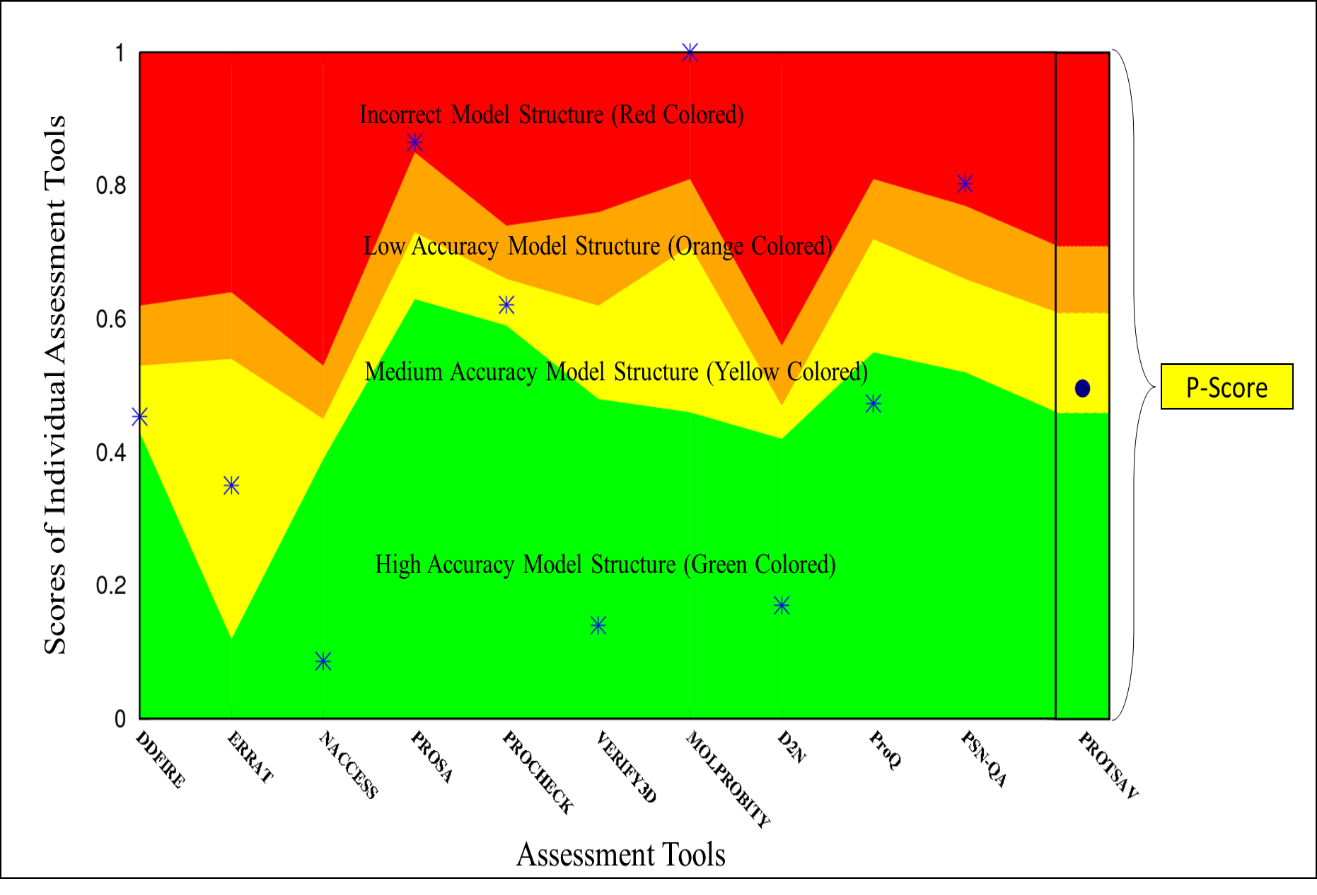 1
Incorrect Model Structure (Red Colored)
0.8
Low Accuracy Model Structure (Orange Colored)
0.6
Medium Accuracy Model Structure (Yellow Colored)
P-Score
0.4
High Accuracy Model Structure (Green Colored)
0.2
0
Scores of Individual Assessment Tools
DDFIRE
ERRAT
NACCESS
PROSA
PROCHECK
VERIFY3D
MOLPROBITY
D2N
ProQ
PSN-QA
PROTSAV
Assessment Tools